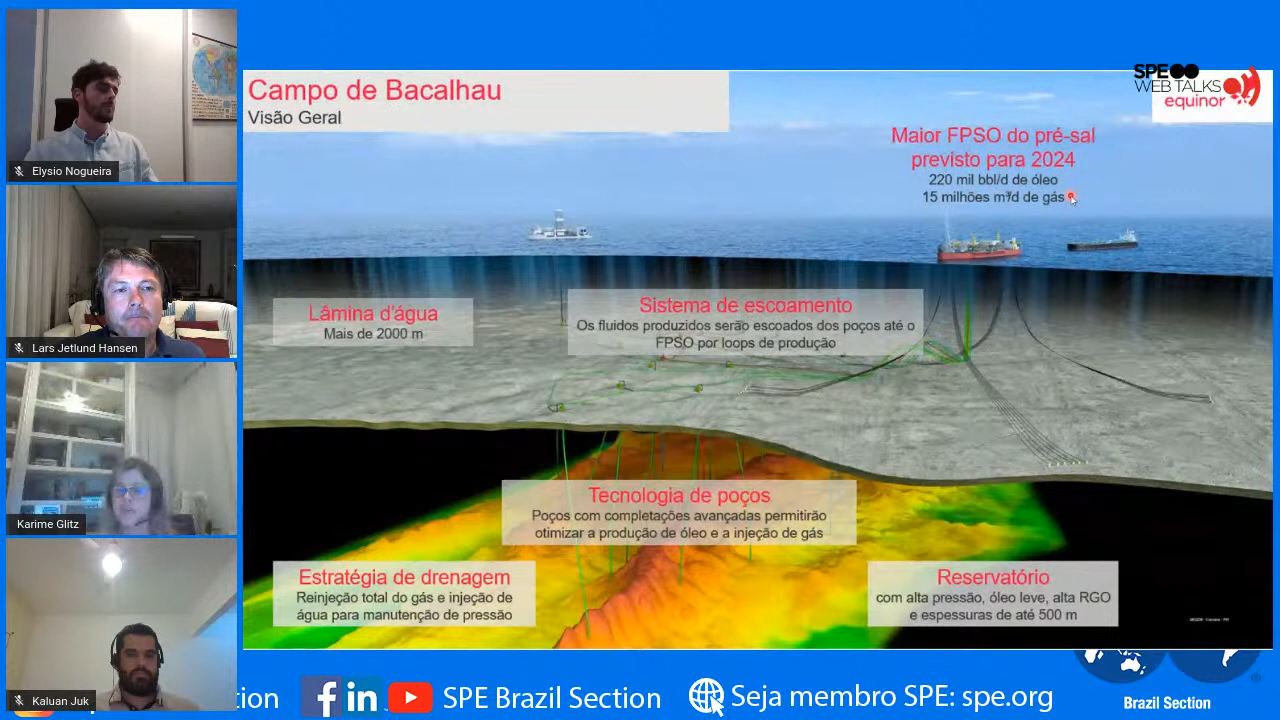 Elysio Nogueira
Lars Jetlund Hansen
Karime Glitz
Kaluan Juk
Campo de Bacalhau
Visão Geral
SPE
WEB TALKS
equinor
Maior FPSO do pré-sal
previsto para 2024
220 mil bbl/d de óleo
15 milhões m³/d de gás
Lâmina d'água
Mais de 2000 m
Sistema de escoamento
Os fluidos produzidos serão escoados dos poços até o
FPSO por loops de produção
Tecnologia de poços
Poços com completações avançadas permitirão
otimizar a produção de óleo e a injeção de gás
Estratégia de drenagem
Reinjeção total do gás e injeção de
água para manutenção de pressão
Reservatório
com alta pressão, óleo leve, alta RGO
e espessuras de até 500 m
tion
SPE Brazil Section
Seja membro SPE: spe.org
Brazil Section